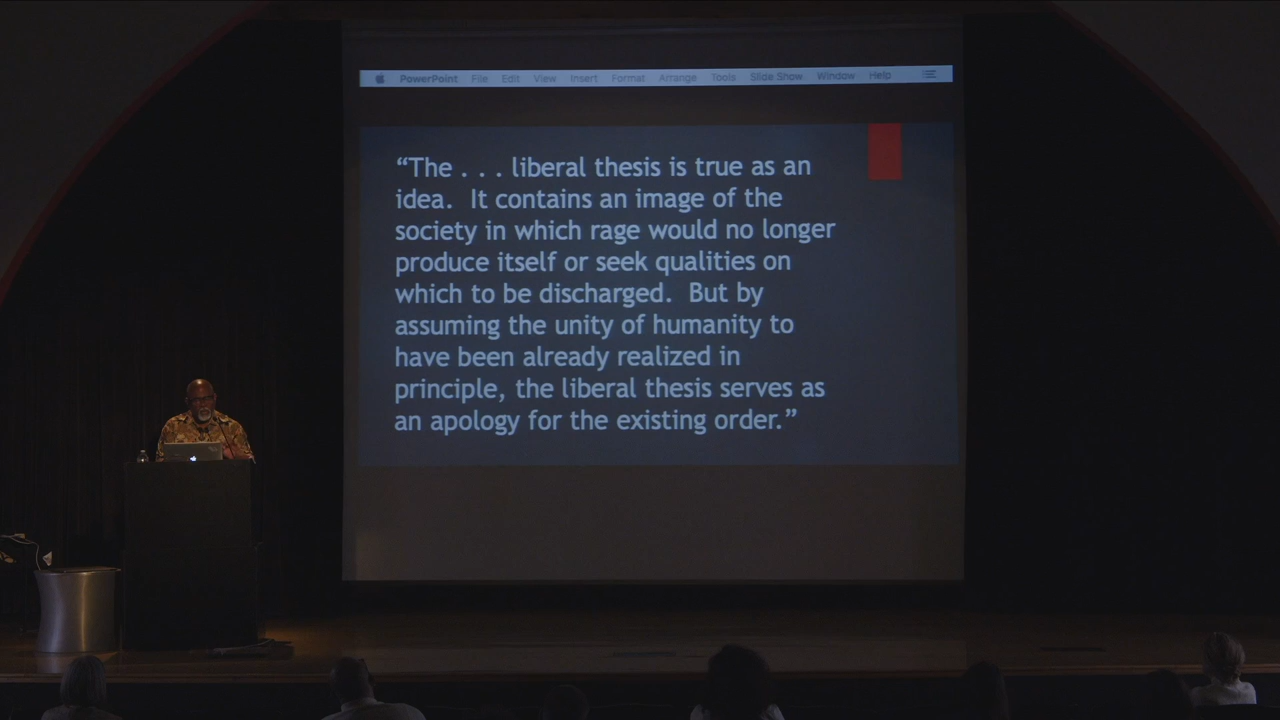 PowerPoint File Edit View Insert Format Arrange Tools Slide Show Window Help
“The . . . liberal thesis is true as an
idea.  It contains an image of the
society in which rage would no longer
produce itself or seek qualities on
which to be discharged.  But by
assuming the unity of humanity to
have been already realized in
principle, the liberal thesis serves as
an apology for the existing order.”